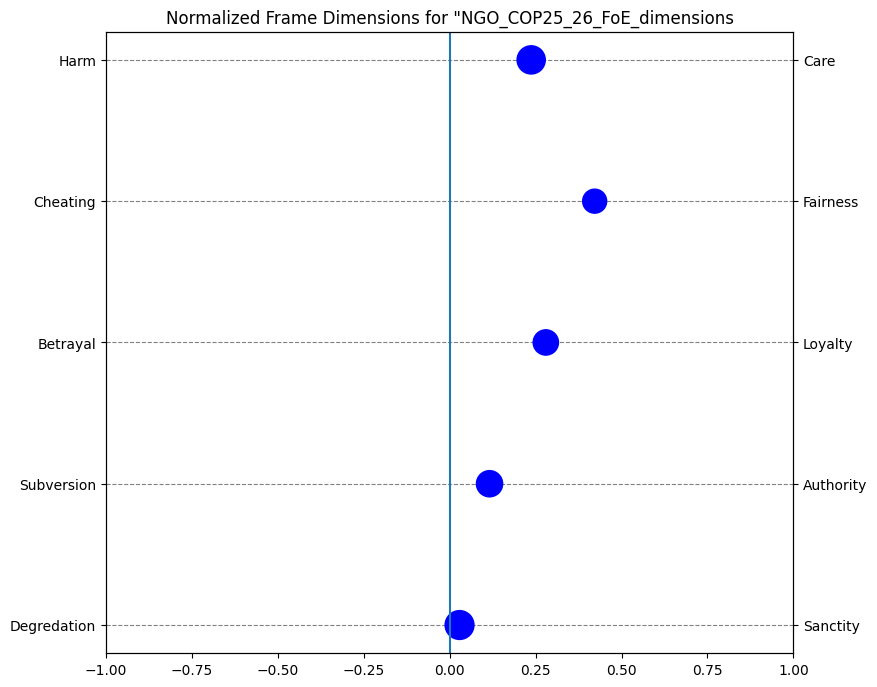 Normalized Frame Dimensions for "NGO_COP25_26_FoE_dimensions
Harm
Care
Cheating
Fairness
Betrayal
Loyalty
Subversion
Authority
Degredation
Sanctity
−1.00 −0.75 −0.50 −0.25 0.00 0.25 0.50 0.75 1.00